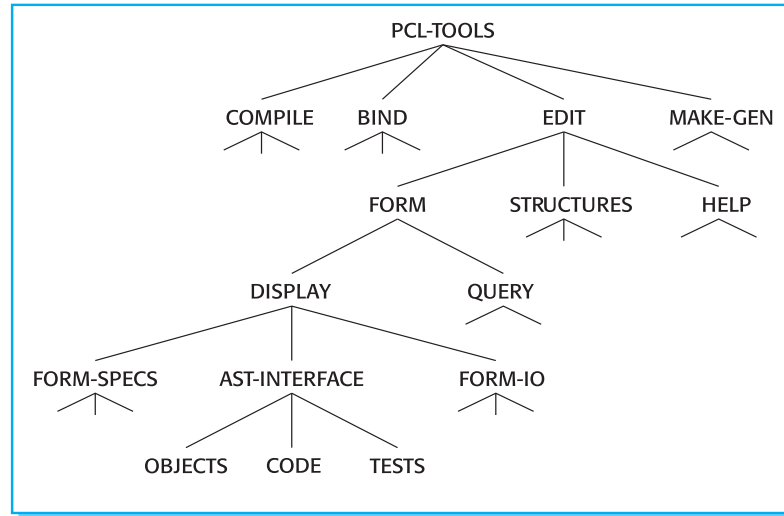 PCL-TOOLS
COMPILE BIND EDIT MAKE-GEN
FORM STRUCTURES HELP
DISPLAY QUERY
FORM-SPECS AST-INTERFACE FORM-IO
OBJECTS CODE TESTS